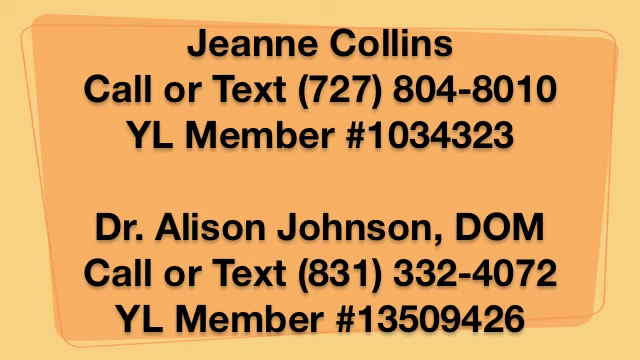 Jeanne Collins
Call or Text (727) 804-8010
YL Member #1034323
Dr. Alison Johnson, DOM
Call or Text (831) 332-4072
YL Member #13509426